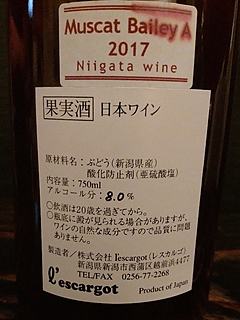 Muscat Bailey A
2017
Niigata wine
果実酒 日本ワイン
原材料名：ぶどう（新潟県産）
酸化防止剤（亜硫酸塩）
内容量：750ml
アルコール分：8.0%
○飲酒は20歳を過ぎてから。
○瓶底に澱が見られる場合がありますが、
ワインの自然な成分ですので品質に問題
ありません。
製造者／株式会社 l'escargot（レスカルゴ）
新潟県新潟市西蒲区越前浜4477
TEL/FAX 0256-77-2268
l'escargot Product of Japan